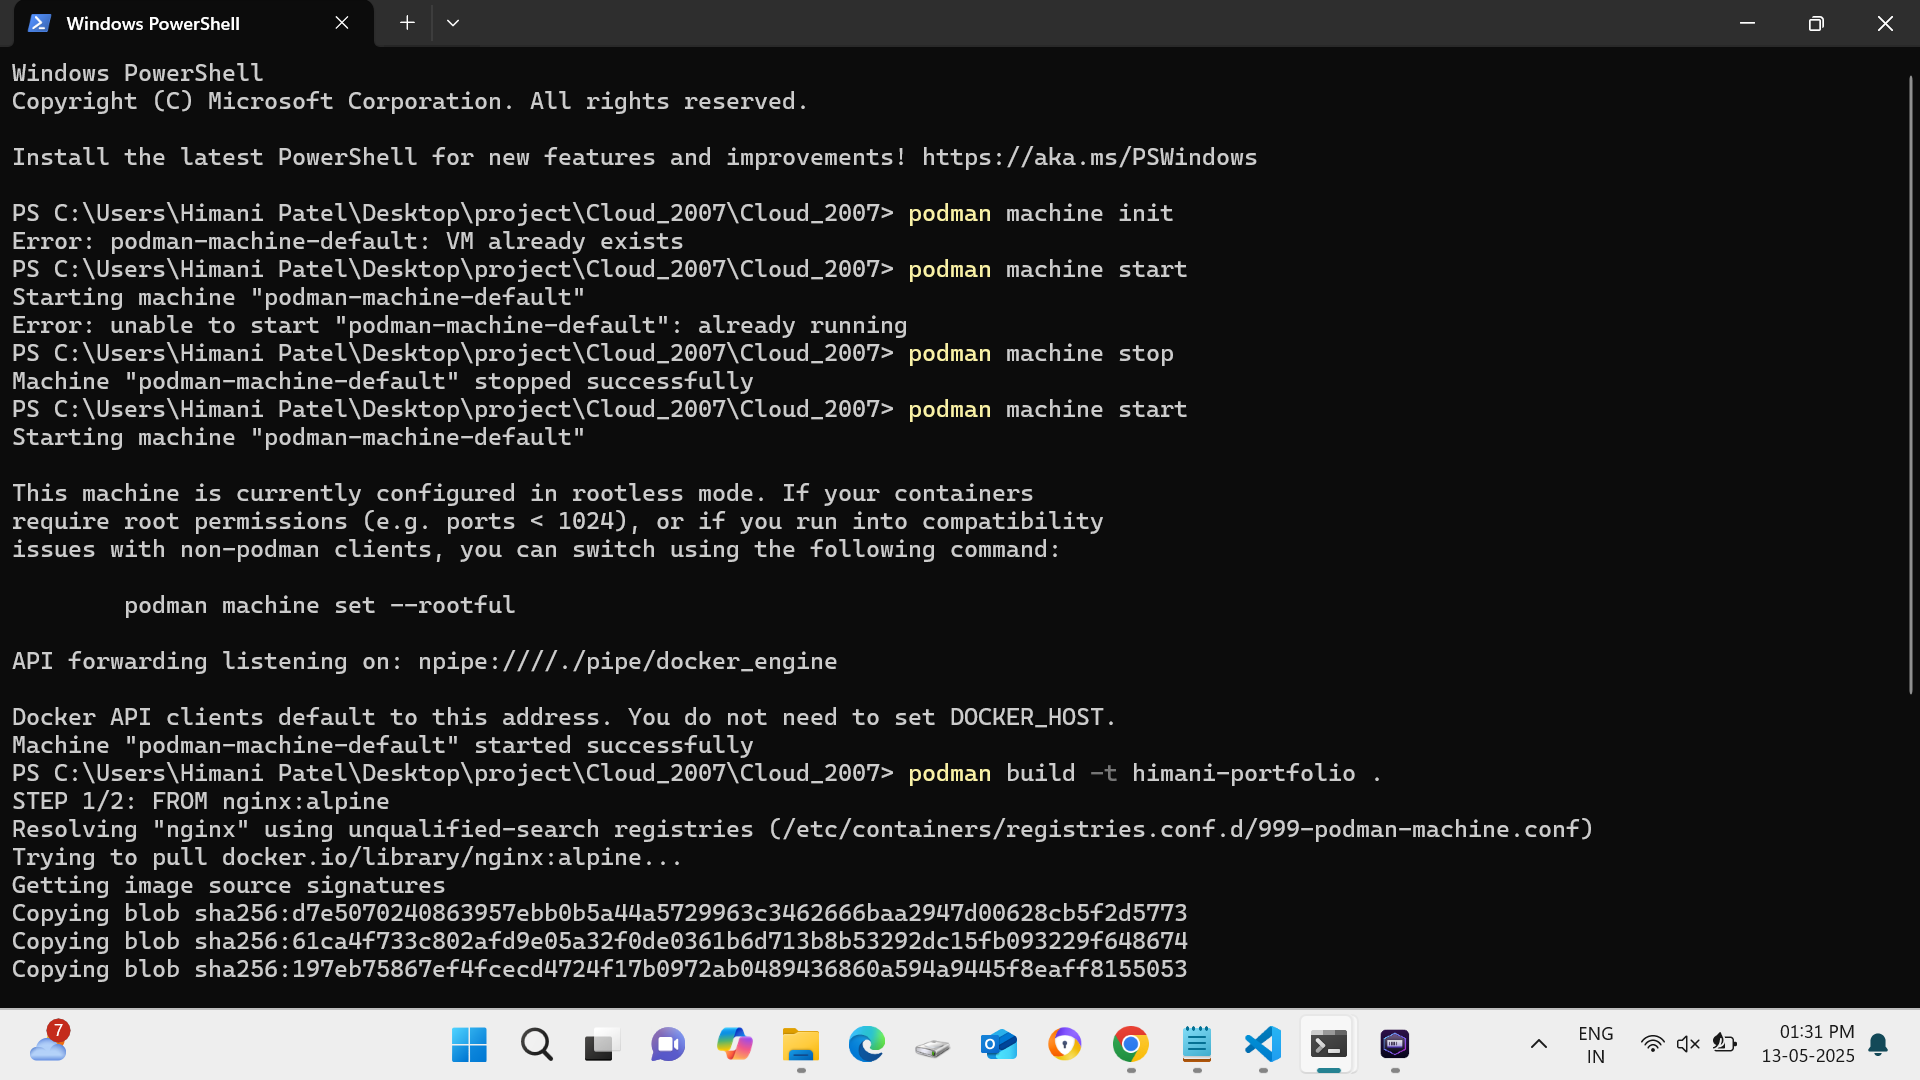 Windows PowerShell
Windows PowerShell
Copyright (C) Microsoft Corporation. All rights reserved.
Install the latest PowerShell for new features and improvements! https://aka.ms/PSWindows
PS C:\Users\Himani Patel\Desktop\project\Cloud_2007\Cloud_2007> podman machine init
Error: podman-machine-default: VM already exists
PS C:\Users\Himani Patel\Desktop\project\Cloud_2007\Cloud_2007> podman machine start
Starting machine "podman-machine-default"
Error: unable to start "podman-machine-default": already running
PS C:\Users\Himani Patel\Desktop\project\Cloud_2007\Cloud_2007> podman machine stop
Machine "podman-machine-default" stopped successfully
PS C:\Users\Himani Patel\Desktop\project\Cloud_2007\Cloud_2007> podman machine start
Starting machine "podman-machine-default"
This machine is currently configured in rootless mode. If your containers
require root permissions (e.g. ports < 1024), or if you run into compatibility
issues with non-podman clients, you can switch using the following command:
podman machine set --rootful
API forwarding listening on: npipe:////./pipe/docker_engine
Docker API clients default to this address. You do not need to set DOCKER_HOST.
Machine "podman-machine-default" started successfully
PS C:\Users\Himani Patel\Desktop\project\Cloud_2007\Cloud_2007> podman build -t himani-portfolio .
STEP 1/2: FROM nginx:alpine
Resolving "nginx" using unqualified-search registries (/etc/containers/registries.conf.d/999-podman-machine.conf)
Trying to pull docker.io/library/nginx:alpine...
Getting image source signatures
Copying blob sha256:d7e5070240863957ebb0b5a44a5729963c3462666baa2947d00628cb5f2d5773
Copying blob sha256:61ca4f733c802afd9e05a32f0de0361b6d713b8b53292dc15fb093229f648674
Copying blob sha256:197eb75867ef4fcecd4724f17b0972ab0489436860a594a9445f8eaff8155053
7
ENG
IN
01:31 PM
13-05-2025